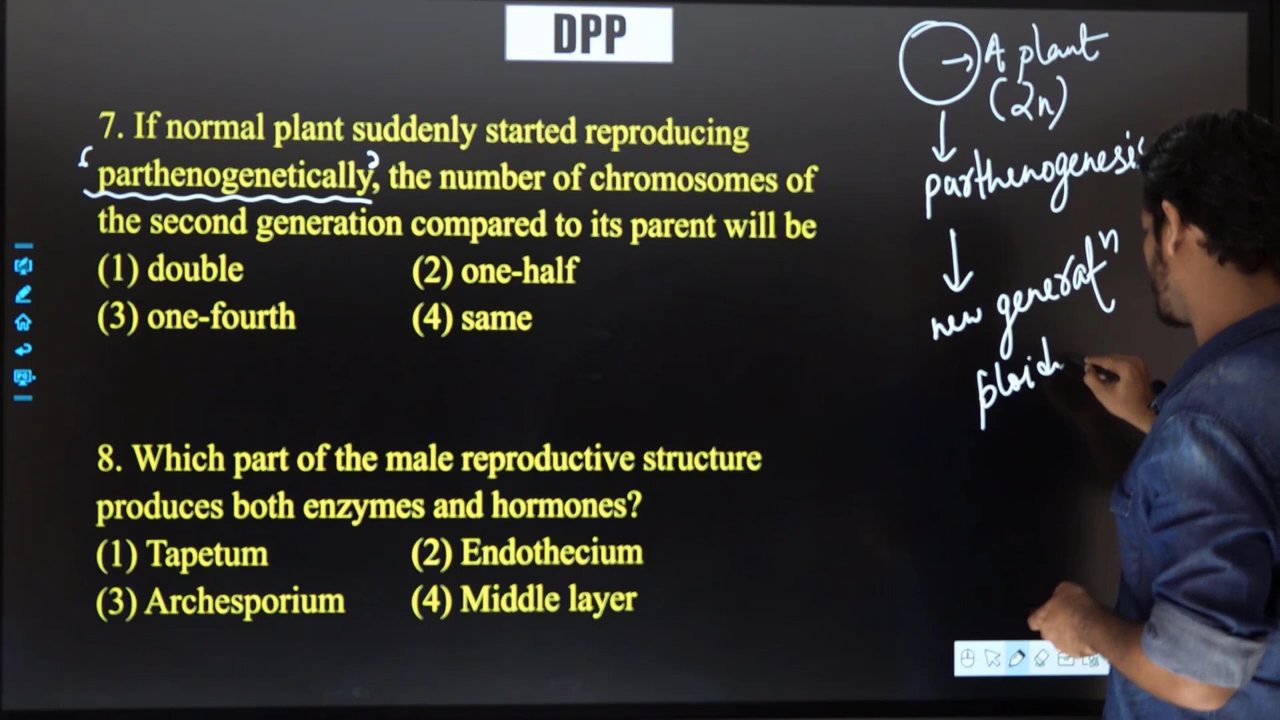 DPP
7. If normal plant suddenly started reproducing
parthenogenetically, the number of chromosomes of
the second generation compared to its parent will be
(1) double (2) one-half
(3) one-fourth (4) same
8. Which part of the male reproductive structure
produces both enzymes and hormones?
(1) Tapetum (2) Endothecium
(3) Archesporium (4) Middle layer
A plant
(2n)
parthenogenesis
new generatn
ploid